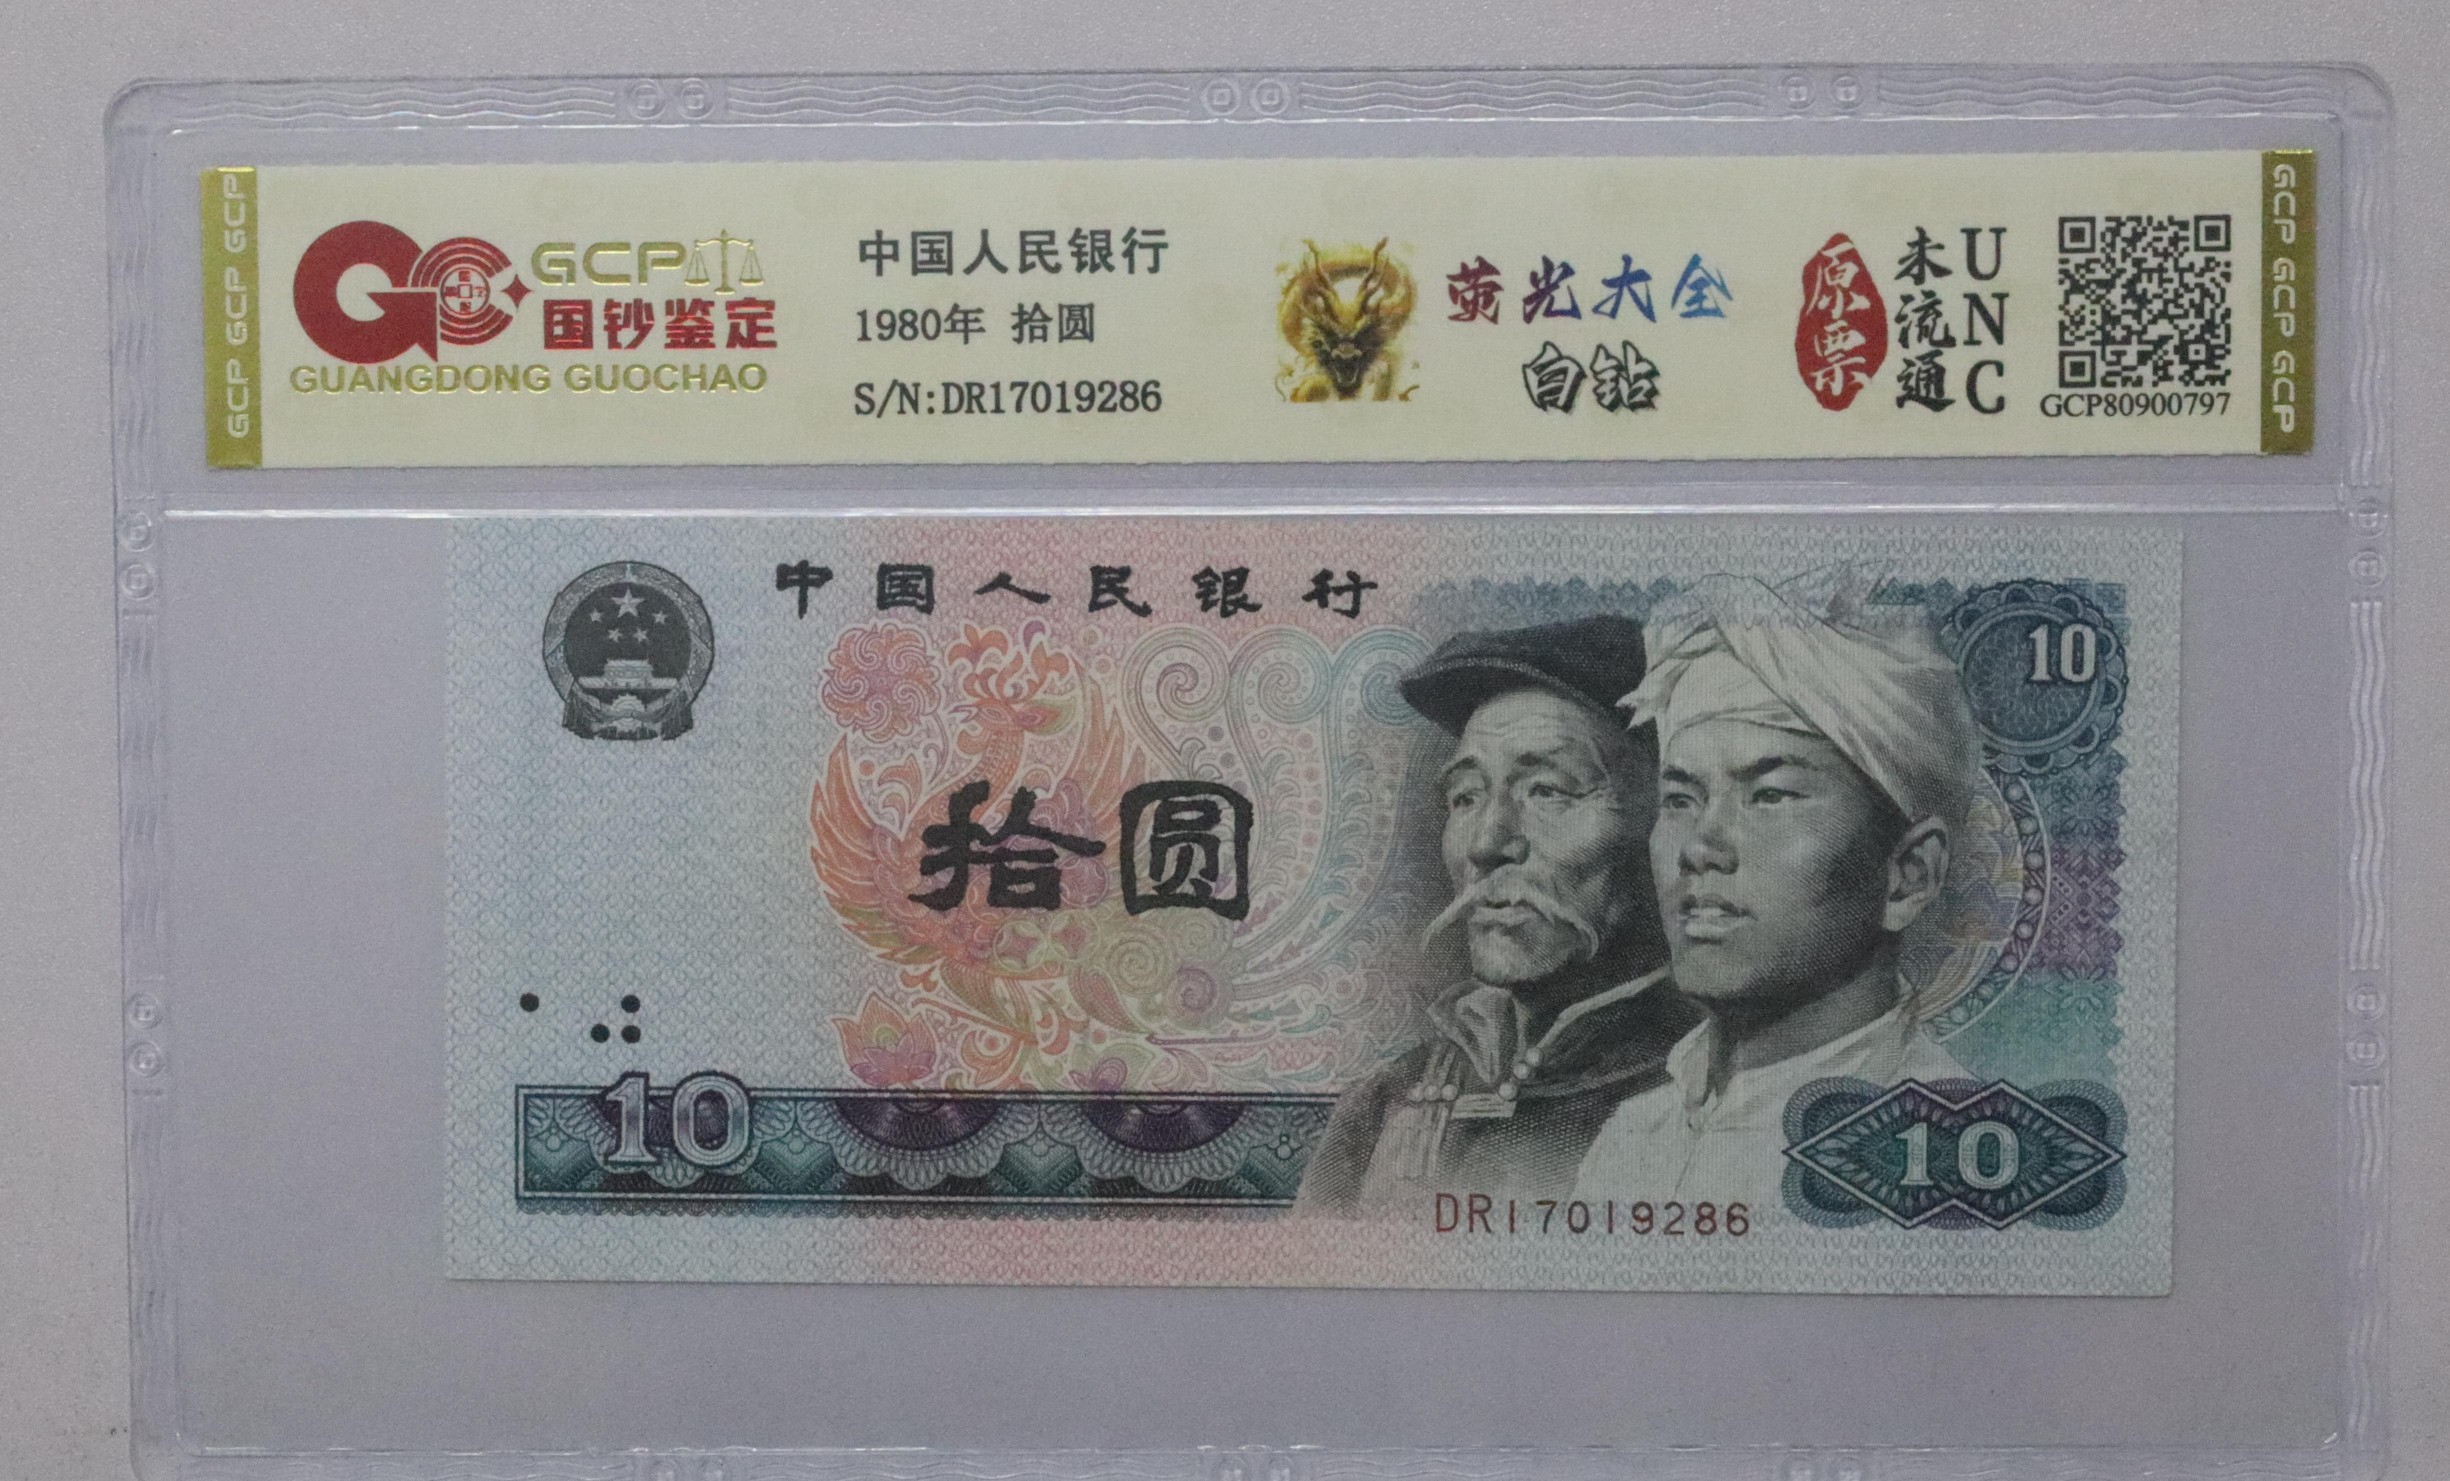 GCP GCP GCP
GCP
国钞鉴定
GUANGDONG GUOCHAO
中国人民银行
1980年 拾圆
S/N:DR17019286
荧光大全
白钻
原票
未流通
UNC
GCP80900797
GCP GCP GCP
中国人民银行
10
拾圆
10
10
DR17019286